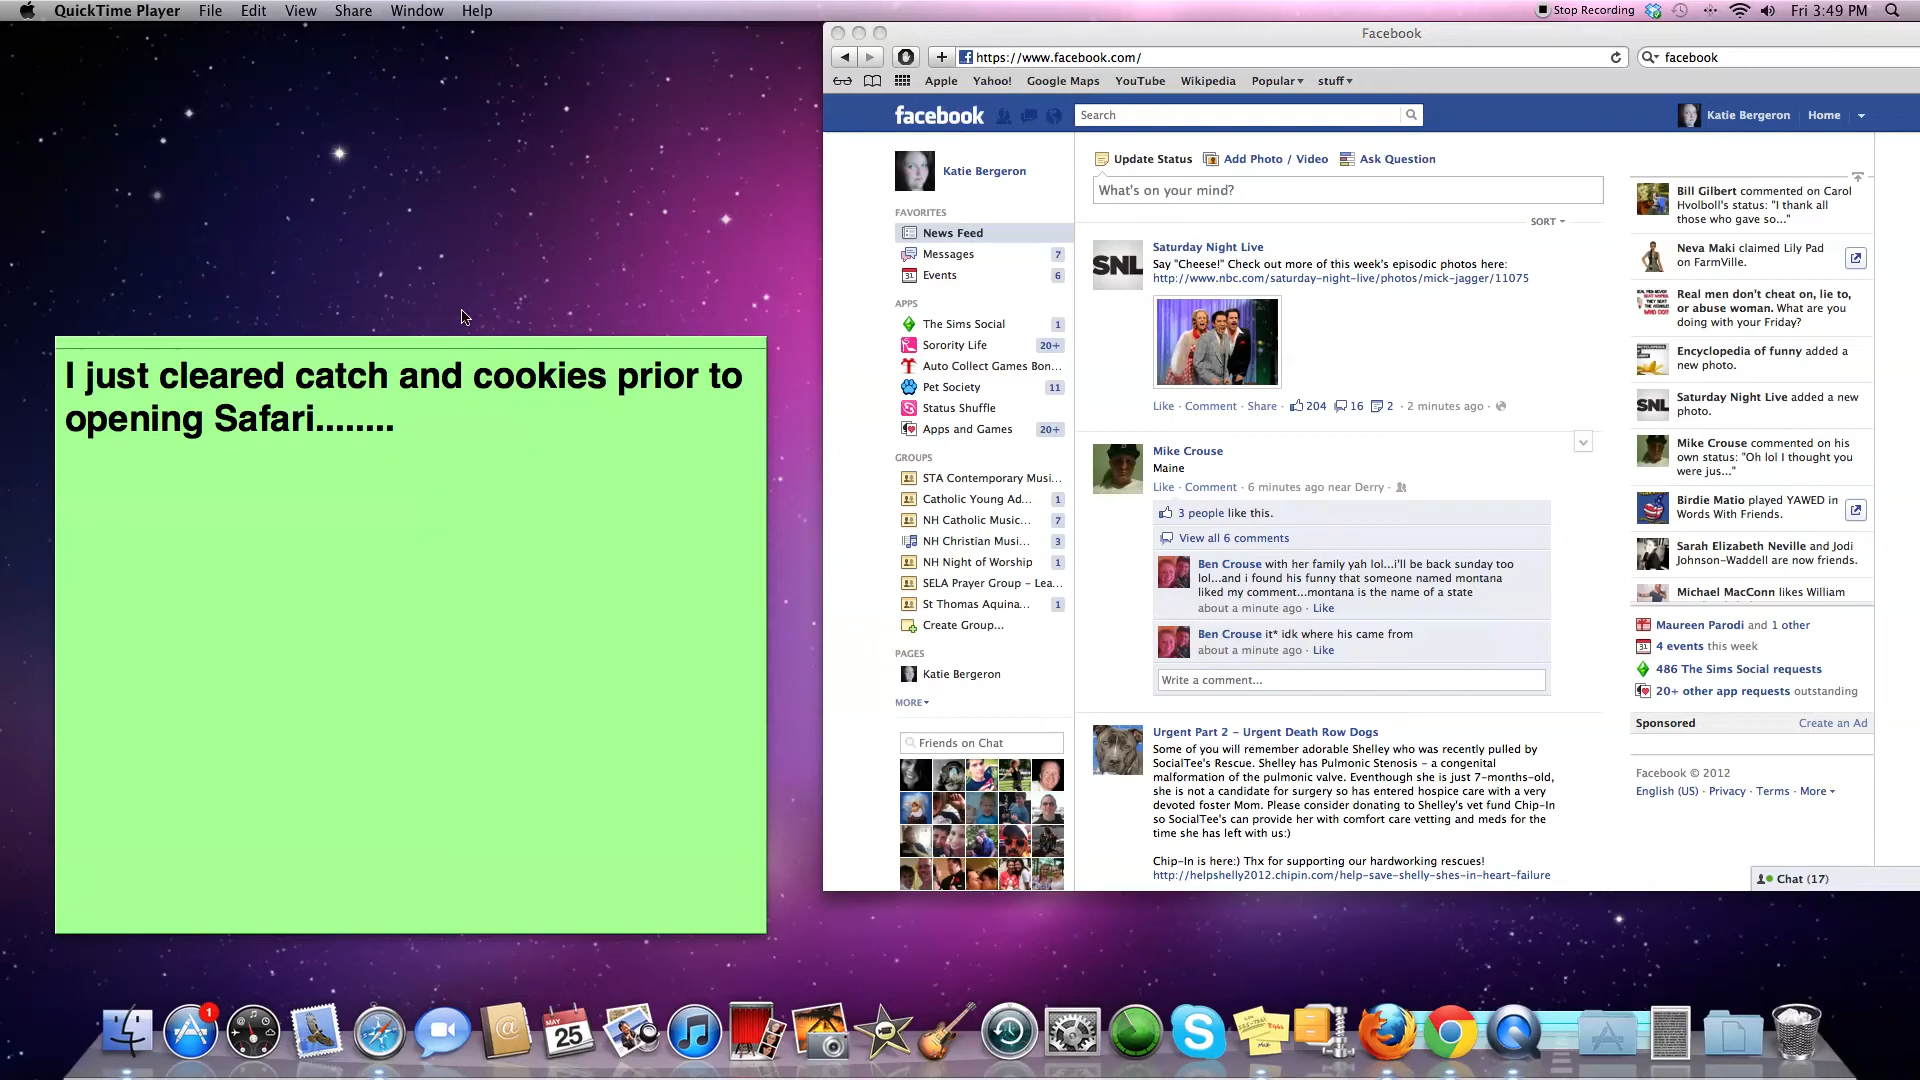 QuickTime Player File Edit View Share Window Help
Stop Recording Fri 3:49 PM
Facebook
https://www.facebook.com/
facebook
Apple Yahoo! Google Maps YouTube Wikipedia Popular stuff
facebook Search Katie Bergeron Home
I just cleared catch and cookies prior to
opening Safari........
Katie Bergeron
FAVORITES
News Feed
Messages 7
31 Events 6
APPS
The Sims Social 1
Sorority Life 20+
Auto Collect Games Bon...
Pet Society 11
Status Shuffle
Apps and Games 20+
GROUPS
STA Contemporary Musi...
Catholic Young Ad... 1
NH Catholic Music... 7
NH Christian Musi... 3
NH Night of Worship 1
SELA Prayer Group - Lea...
St Thomas Aquina... 1
Create Group...
PAGES
Katie Bergeron
MORE
Friends on Chat
Update Status Add Photo / Video Ask Question
What's on your mind?
SORT
SNL
Saturday Night Live
Say "Cheese!" Check out more of this week's episodic photos here:
http://www.nbc.com/saturday-night-live/photos/mick-jagger/11075
Like · Comment · Share · 204 16 2 · 2 minutes ago ·
Mike Crouse
Maine
Like · Comment · 6 minutes ago near Derry ·
3 people like this.
View all 6 comments
Ben Crouse with her family yah lol...i'll be back sunday too
lol...and i found his funny that someone named montana
liked my comment...montana is the name of a state
about a minute ago · Like
Ben Crouse it* idk where his came from
about a minute ago · Like
Write a comment...
Urgent Part 2 - Urgent Death Row Dogs
Some of you will remember adorable Shelley who was recently pulled by
SocialTee's Rescue. Shelley has Pulmonic Stenosis - a congenital
malformation of the pulmonic valve. Eventhough she is just 7-months-old,
she is not a candidate for surgery so has entered hospice care with a very
devoted foster Mom. Please consider donating to Shelley's vet fund Chip-In
so SocialTee's can provide her with comfort care vetting and meds for the
time she has left with us:)
Chip-In is here:) Thx for supporting our hardworking rescues!
http://helpshelly2012.chipin.com/help-save-shelly-shes-in-heart-failure
Bill Gilbert commented on Carol
Hvolboll's status: "I thank all
those who gave so..."
Neva Maki claimed Lily Pad
on FarmVille.
Real men don't cheat on, lie to,
or abuse woman. What are you
doing with your Friday?
Encyclopedia of funny added a
new photo.
SNL
Saturday Night Live added a new
photo.
Mike Crouse commented on his
own status: "Oh lol I thought you
were jus..."
Birdie Matio played YAWED in
Words With Friends.
Sarah Elizabeth Neville and Jodi
Johnson-Waddell are now friends.
Michael MacConn likes William
Maureen Parodi and 1 other
31 4 events this week
486 The Sims Social requests
20+ other app requests outstanding
Sponsored Create an Ad
Facebook © 2012
English (US) · Privacy · Terms · More
Chat (17)
1
MAY
25